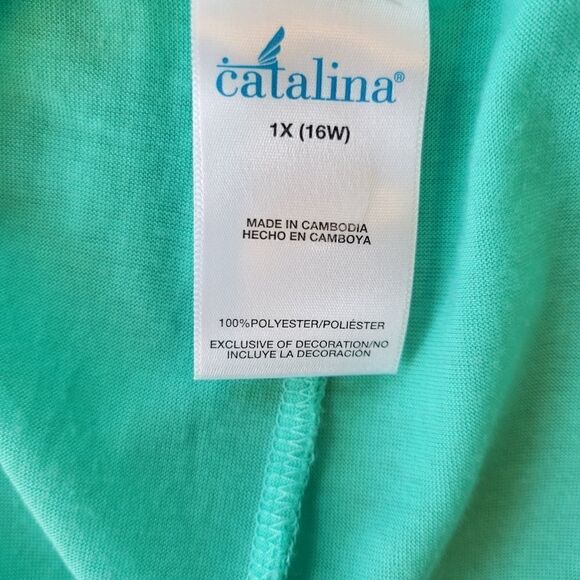 catalina®
1X (16W)
MADE IN CAMBODIA
HECHO EN CAMBOYA
100%POLYESTER/POLIÉSTER
EXCLUSIVE OF DECORATION/NO
INCLUYE LA DECORACIÓN